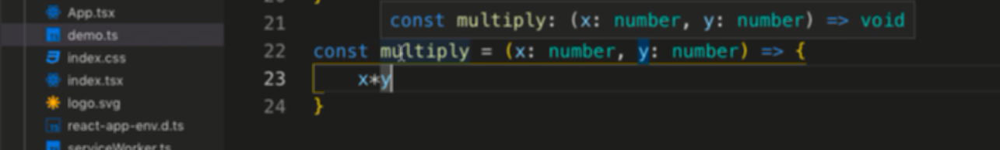 App.tsx
demo.ts
index.css
index.tsx
logo.svg
react-app-env.d.ts
serviceWorker.ts
21
const multiply: (x: number, y: number) => void
22 const multiply = (x: number, y: number) => {
23 x*y
24 }